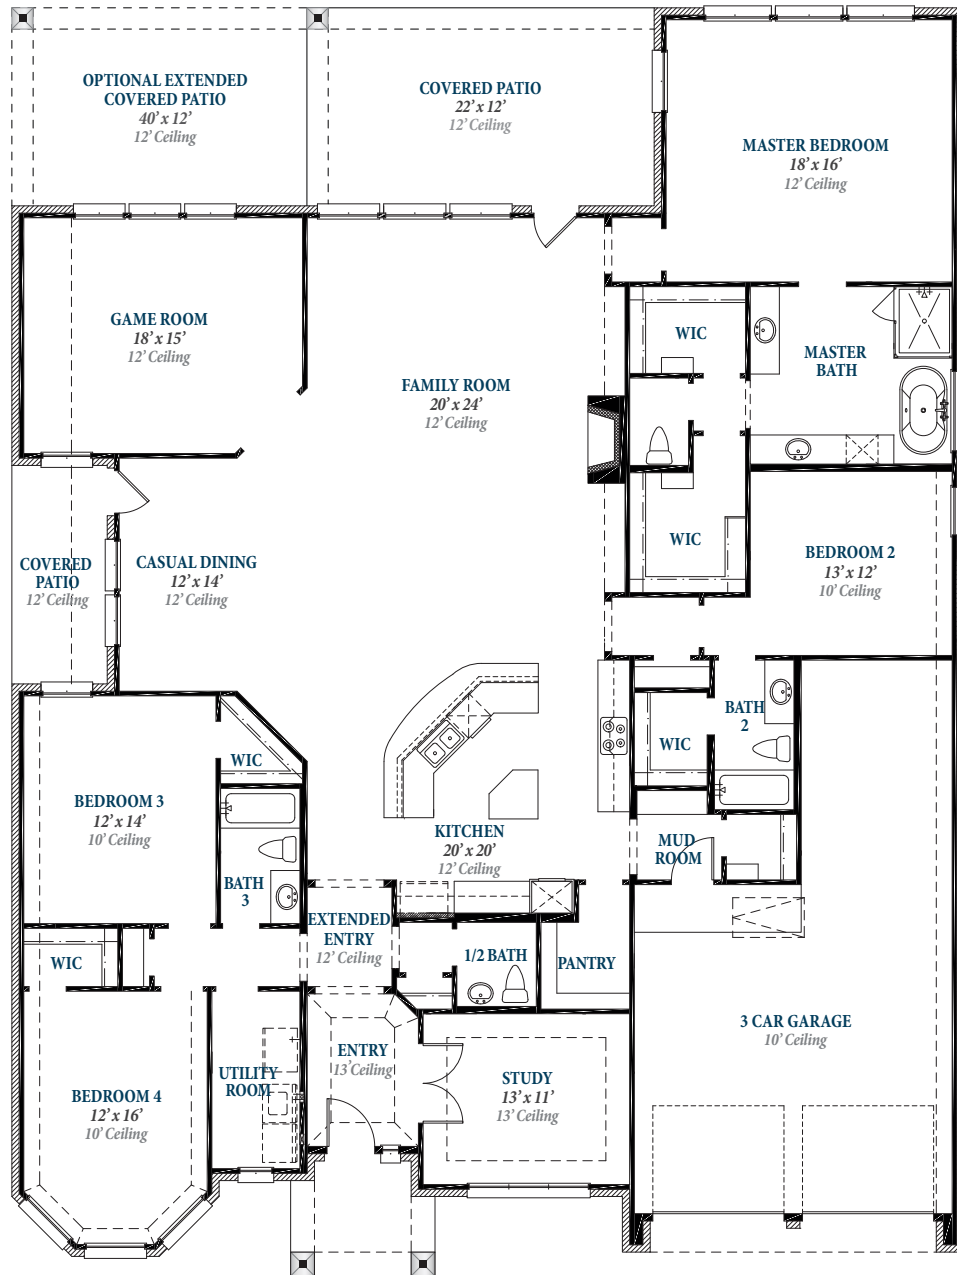 OPTIONAL EXTENDED
COVERED PATIO
40' x 12'
12' Ceiling
COVERED PATIO
22' x 12'
12' Ceiling
MASTER BEDROOM
18' x 16'
12' Ceiling
GAME ROOM
18' x 15'
12' Ceiling
FAMILY ROOM
20' x 24'
12' Ceiling
WIC
MASTER
BATH
WIC
COVERED
PATIO
12' Ceiling
CASUAL DINING
12' x 14'
12' Ceiling
BEDROOM 2
13' x 12'
10' Ceiling
WIC
BATH
2
WIC
BEDROOM 3
12' x 14'
10' Ceiling
KITCHEN
20' x 20'
12' Ceiling
MUD
ROOM
BATH
3
EXTENDED
ENTRY
12' Ceiling
WIC
1/2 BATH
PANTRY
ENTRY
13' Ceiling
3 CAR GARAGE
10' Ceiling
UTILITY
ROOM
STUDY
13' x 11'
13' Ceiling
BEDROOM 4
12' x 16'
10' Ceiling